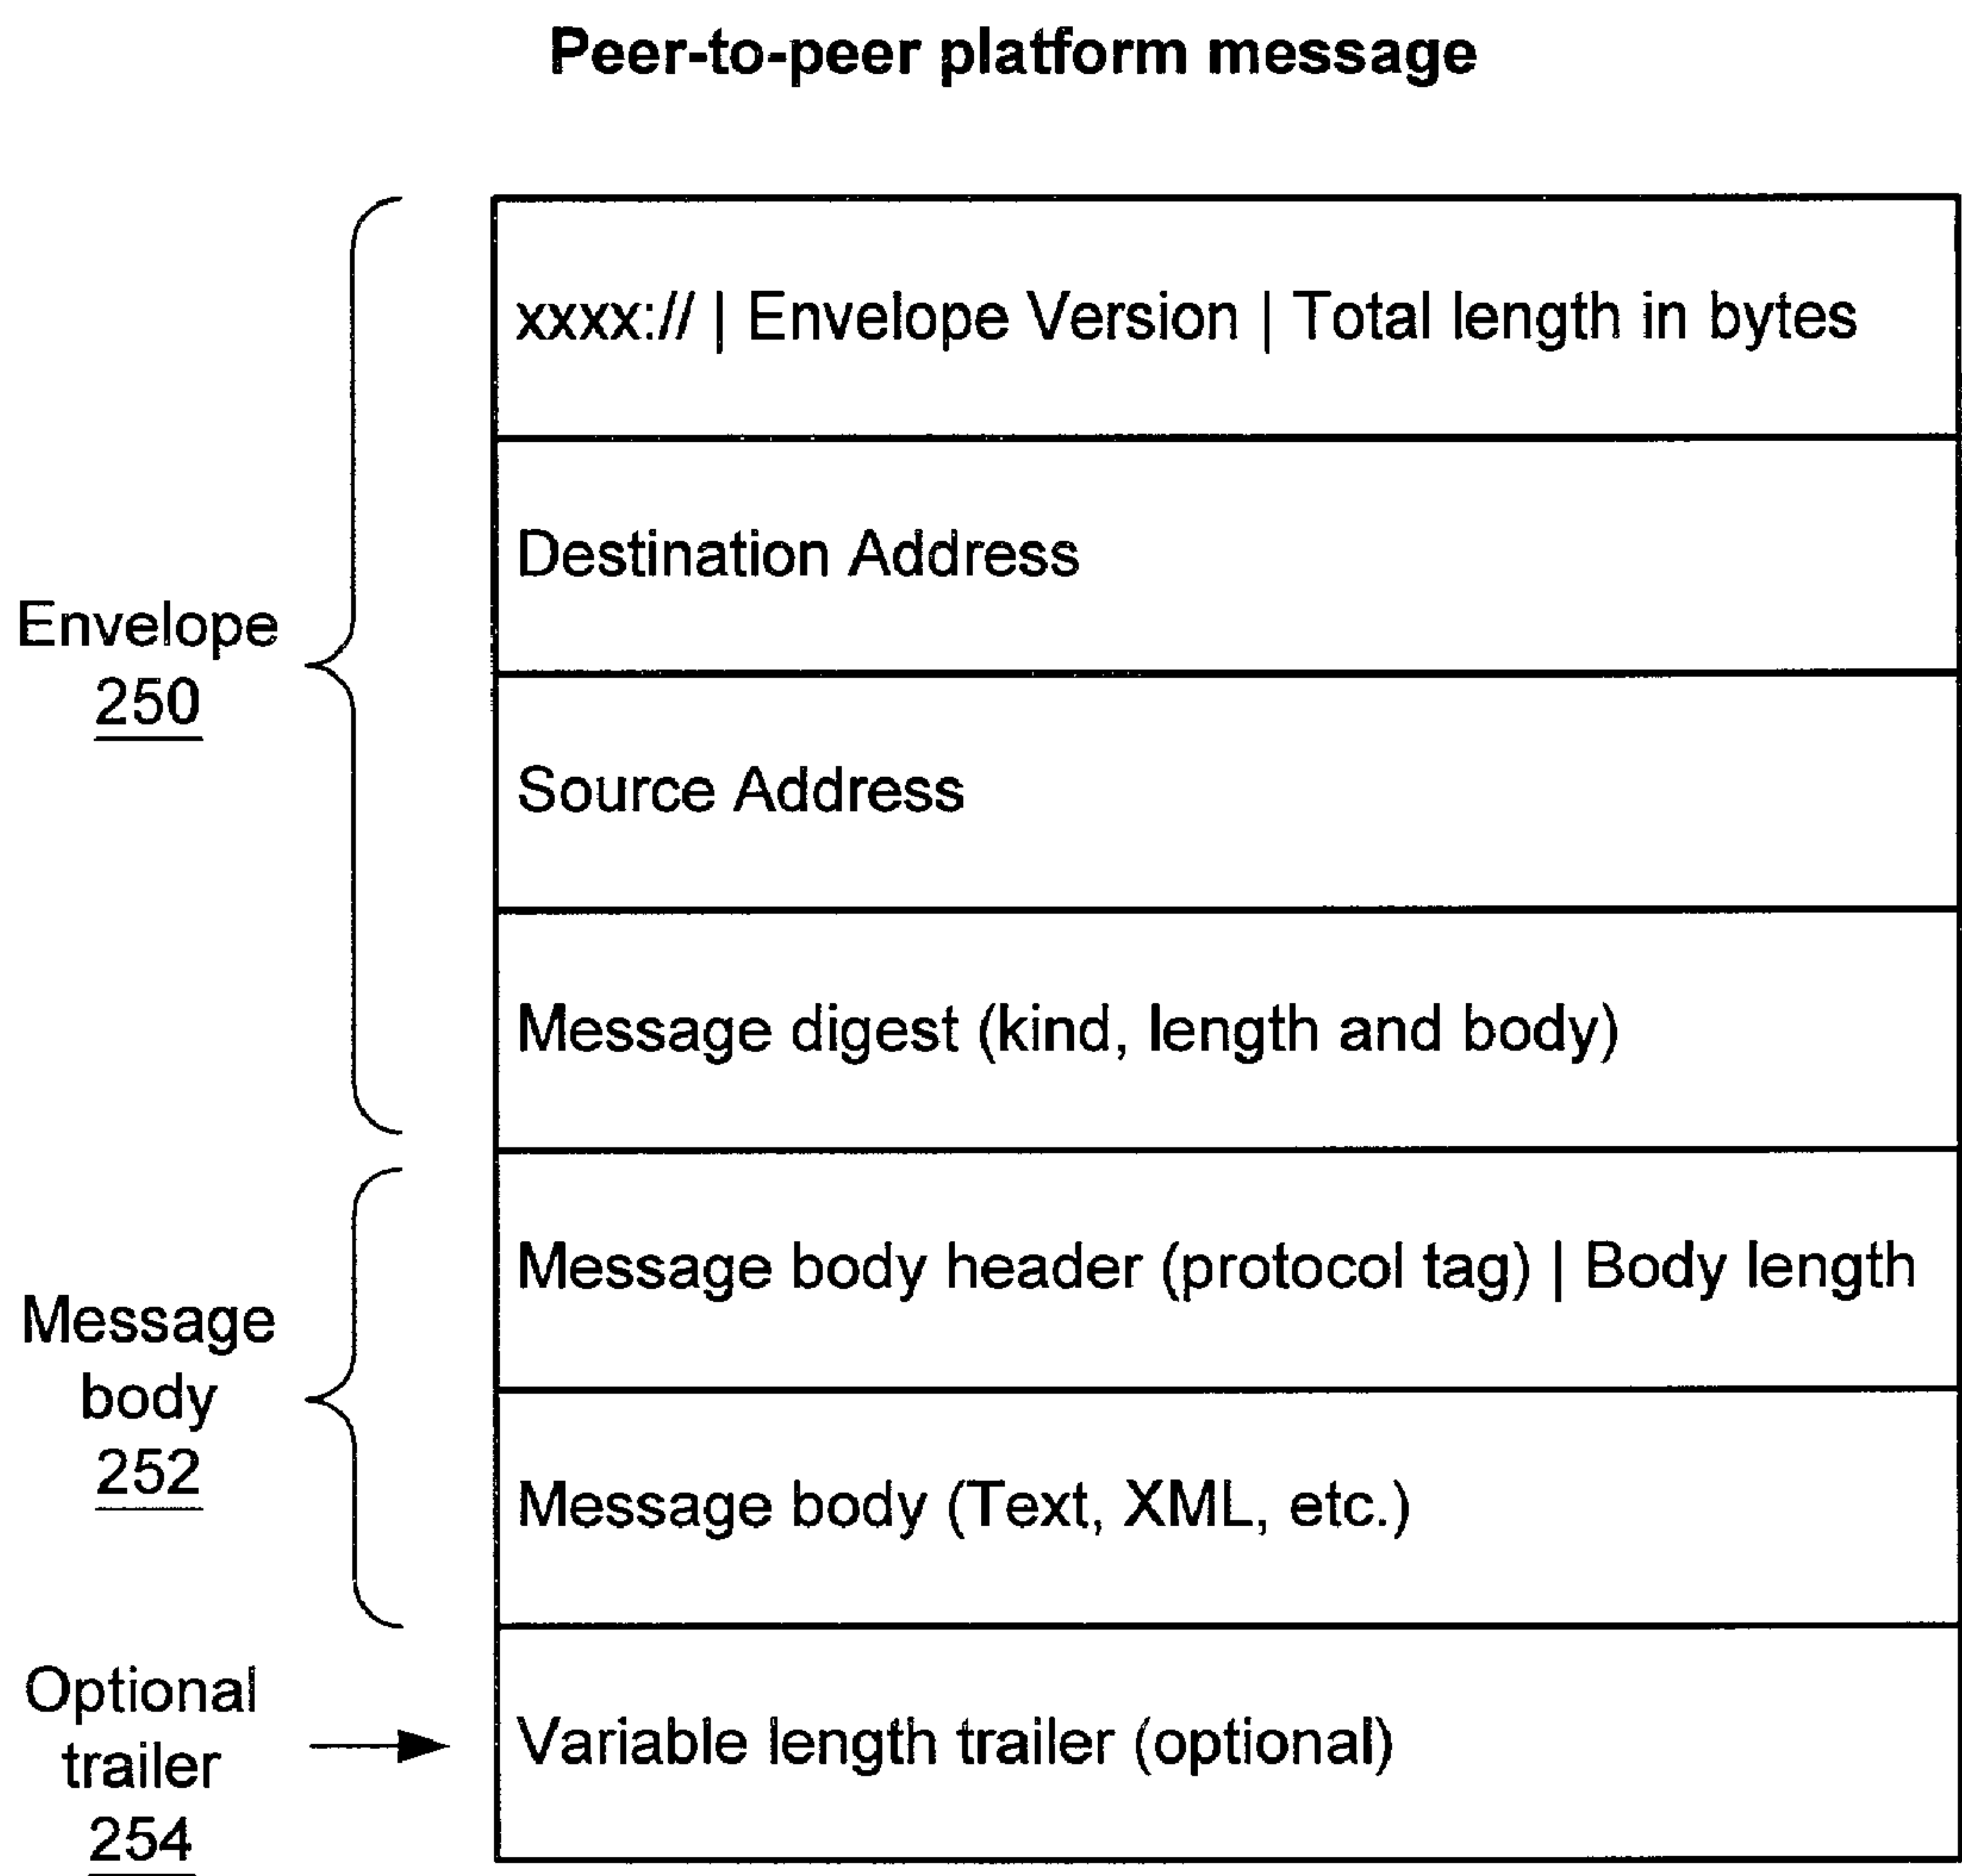 Peer-to-peer platform message
xxxx:// | Envelope Version | Total length in bytes
Destination Address
Envelope
250
Source Address
Message digest (kind, length and body)
Message body header (protocol tag) | Body length
Message
body
252
Message body (Text, XML, etc.)
Optional
trailer
254
Variable length trailer (optional)